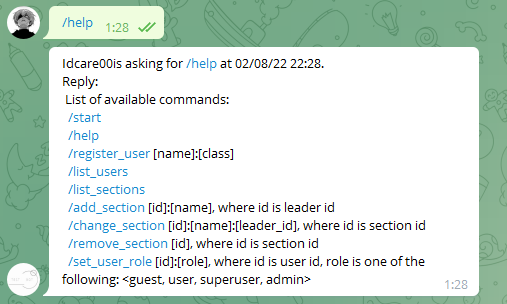 /help
1:28
Idcare00is asking for /help at 02/08/22 22:28.
Reply:
List of available commands:
/start
/help
/register_user [name]:[class]
/list_users
/list_sections
/add_section [id]:[name], where id is leader id
/change_section [id]:[name]:[leader_id], where id is section id
/remove_section [id], where id is section id
/set_user_role [id]:[role], where id is user id, role is one of the
following: <guest, user, superuser, admin>
1:28